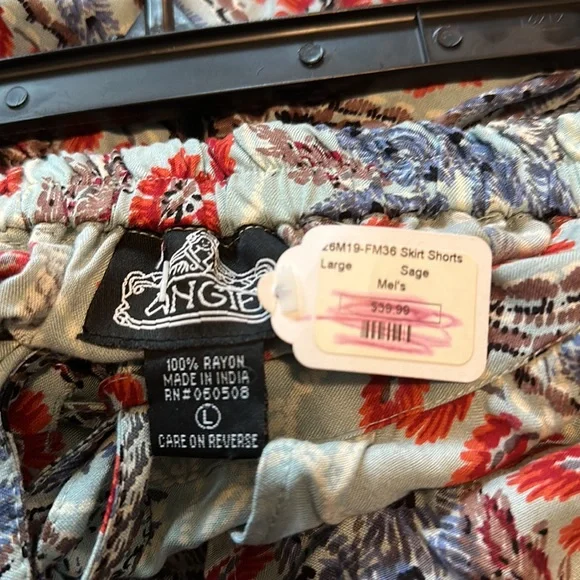 26M19-FM36 Skirt Shorts
Large Sage
Mel's
$39.99
ANGIE
100% RAYON
MADE IN INDIA
RN#060508
L
CARE ON REVERSE